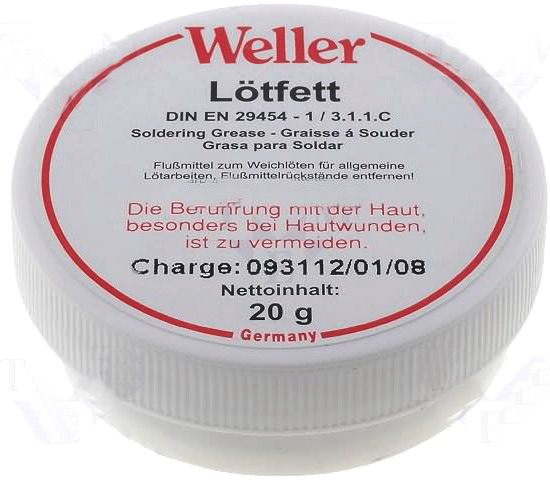 Weller
Lötfett
DIN EN 29454 - 1 / 3.1.1.C
Soldering Grease - Graisse á Souder
Grasa para Soldar
Flußmittel zum Weichlöten für allgemeine
Lötarbeiten, Flußmittelrückstände entfernen!
Die Berührung mit der Haut,
besonders bei Hautwunden,
ist zu vermeiden.
Charge: 093112/01/08
Nettoinhalt:
20 g
Germany